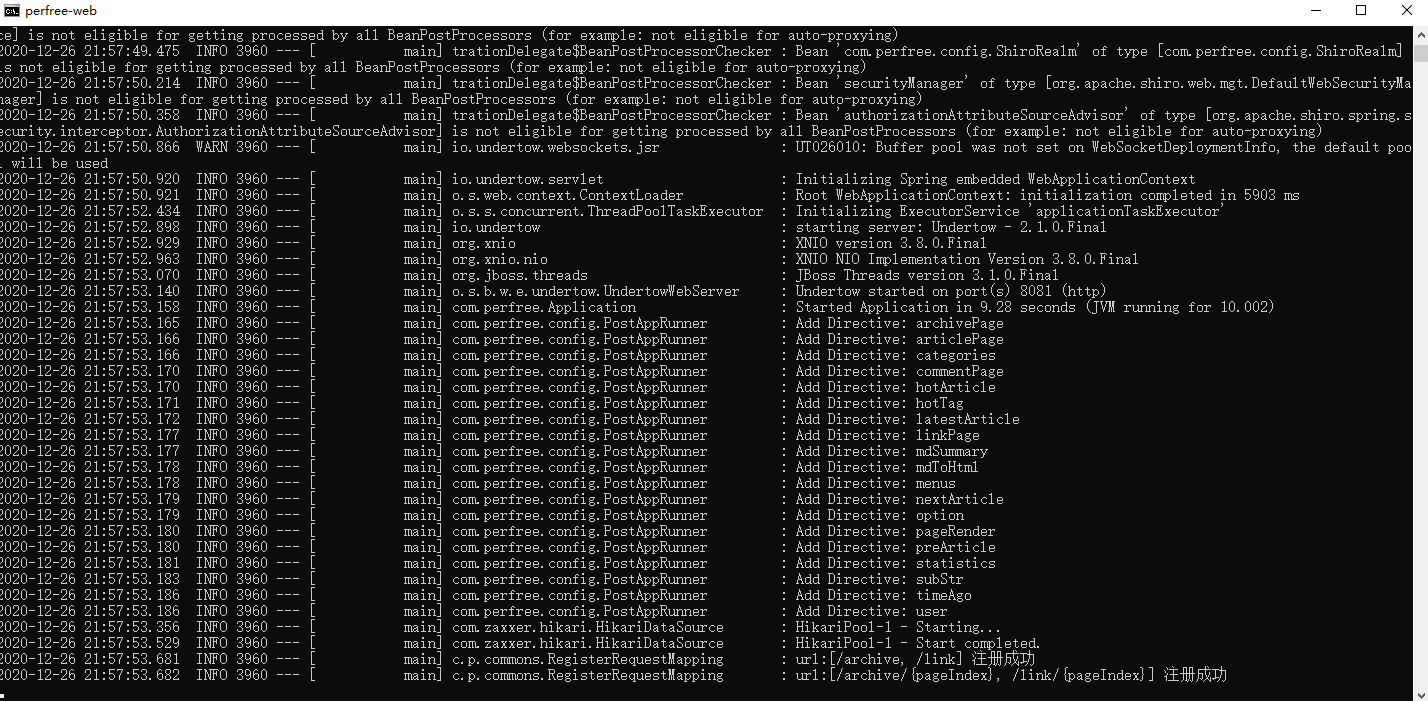 perfree-web
ce] is not eligible for getting processed by all BeanPostProcessors (for example: not eligible for auto-proxying)
2020-12-26 21:57:49.475  INFO 3960 --- [           main] trationDelegate$BeanPostProcessorChecker : Bean 'com.perfree.config.ShiroRealm' of type [com.perfree.config.ShiroRealm]
is not eligible for getting processed by all BeanPostProcessors (for example: not eligible for auto-proxying)
2020-12-26 21:57:50.214  INFO 3960 --- [           main] trationDelegate$BeanPostProcessorChecker : Bean 'securityManager' of type [org.apache.shiro.web.mgt.DefaultWebSecurityMa
nager] is not eligible for getting processed by all BeanPostProcessors (for example: not eligible for auto-proxying)
2020-12-26 21:57:50.358  INFO 3960 --- [           main] trationDelegate$BeanPostProcessorChecker : Bean 'authorizationAttributeSourceAdvisor' of type [org.apache.shiro.spring.s
ecurity.interceptor.AuthorizationAttributeSourceAdvisor] is not eligible for getting processed by all BeanPostProcessors (for example: not eligible for auto-proxying)
2020-12-26 21:57:50.866  WARN 3960 --- [           main] io.undertow.websockets.jsr               : UT026010: Buffer pool was not set on WebSocketDeploymentInfo, the default poo
l will be used
2020-12-26 21:57:50.920  INFO 3960 --- [           main] io.undertow.servlet                      : Initializing Spring embedded WebApplicationContext
2020-12-26 21:57:50.921  INFO 3960 --- [           main] o.s.web.context.ContextLoader            : Root WebApplicationContext: initialization completed in 5903 ms
2020-12-26 21:57:52.434  INFO 3960 --- [           main] o.s.s.concurrent.ThreadPoolTaskExecutor  : Initializing ExecutorService 'applicationTaskExecutor'
2020-12-26 21:57:52.898  INFO 3960 --- [           main] io.undertow                              : starting server: Undertow - 2.1.0.Final
2020-12-26 21:57:52.929  INFO 3960 --- [           main] org.xnio                                 : XNIO version 3.8.0.Final
2020-12-26 21:57:52.963  INFO 3960 --- [           main] org.xnio.nio                             : XNIO NIO Implementation Version 3.8.0.Final
2020-12-26 21:57:53.070  INFO 3960 --- [           main] org.jboss.threads                        : JBoss Threads version 3.1.0.Final
2020-12-26 21:57:53.140  INFO 3960 --- [           main] o.s.b.w.e.undertow.UndertowWebServer     : Undertow started on port(s) 8081 (http)
2020-12-26 21:57:53.158  INFO 3960 --- [           main] com.perfree.Application                  : Started Application in 9.28 seconds (JVM running for 10.002)
2020-12-26 21:57:53.165  INFO 3960 --- [           main] com.perfree.config.PostAppRunner         : Add Directive: archivePage
2020-12-26 21:57:53.166  INFO 3960 --- [           main] com.perfree.config.PostAppRunner         : Add Directive: articlePage
2020-12-26 21:57:53.166  INFO 3960 --- [           main] com.perfree.config.PostAppRunner         : Add Directive: categories
2020-12-26 21:57:53.170  INFO 3960 --- [           main] com.perfree.config.PostAppRunner         : Add Directive: commentPage
2020-12-26 21:57:53.170  INFO 3960 --- [           main] com.perfree.config.PostAppRunner         : Add Directive: hotArticle
2020-12-26 21:57:53.171  INFO 3960 --- [           main] com.perfree.config.PostAppRunner         : Add Directive: hotTag
2020-12-26 21:57:53.172  INFO 3960 --- [           main] com.perfree.config.PostAppRunner         : Add Directive: latestArticle
2020-12-26 21:57:53.177  INFO 3960 --- [           main] com.perfree.config.PostAppRunner         : Add Directive: linkPage
2020-12-26 21:57:53.177  INFO 3960 --- [           main] com.perfree.config.PostAppRunner         : Add Directive: mdSummary
2020-12-26 21:57:53.178  INFO 3960 --- [           main] com.perfree.config.PostAppRunner         : Add Directive: mdToHtml
2020-12-26 21:57:53.178  INFO 3960 --- [           main] com.perfree.config.PostAppRunner         : Add Directive: menus
2020-12-26 21:57:53.179  INFO 3960 --- [           main] com.perfree.config.PostAppRunner         : Add Directive: nextArticle
2020-12-26 21:57:53.179  INFO 3960 --- [           main] com.perfree.config.PostAppRunner         : Add Directive: option
2020-12-26 21:57:53.180  INFO 3960 --- [           main] com.perfree.config.PostAppRunner         : Add Directive: pageRender
2020-12-26 21:57:53.180  INFO 3960 --- [           main] com.perfree.config.PostAppRunner         : Add Directive: preArticle
2020-12-26 21:57:53.181  INFO 3960 --- [           main] com.perfree.config.PostAppRunner         : Add Directive: statistics
2020-12-26 21:57:53.183  INFO 3960 --- [           main] com.perfree.config.PostAppRunner         : Add Directive: subStr
2020-12-26 21:57:53.186  INFO 3960 --- [           main] com.perfree.config.PostAppRunner         : Add Directive: timeAgo
2020-12-26 21:57:53.186  INFO 3960 --- [           main] com.perfree.config.PostAppRunner         : Add Directive: user
2020-12-26 21:57:53.356  INFO 3960 --- [           main] com.zaxxer.hikari.HikariDataSource       : HikariPool-1 - Starting...
2020-12-26 21:57:53.529  INFO 3960 --- [           main] com.zaxxer.hikari.HikariDataSource       : HikariPool-1 - Start completed.
2020-12-26 21:57:53.681  INFO 3960 --- [           main] c.p.commons.RegisterRequestMapping       : url:[/archive, /link] 注册成功
2020-12-26 21:57:53.682  INFO 3960 --- [           main] c.p.commons.RegisterRequestMapping       : url:[/archive/{pageIndex}, /link/{pageIndex}] 注册成功